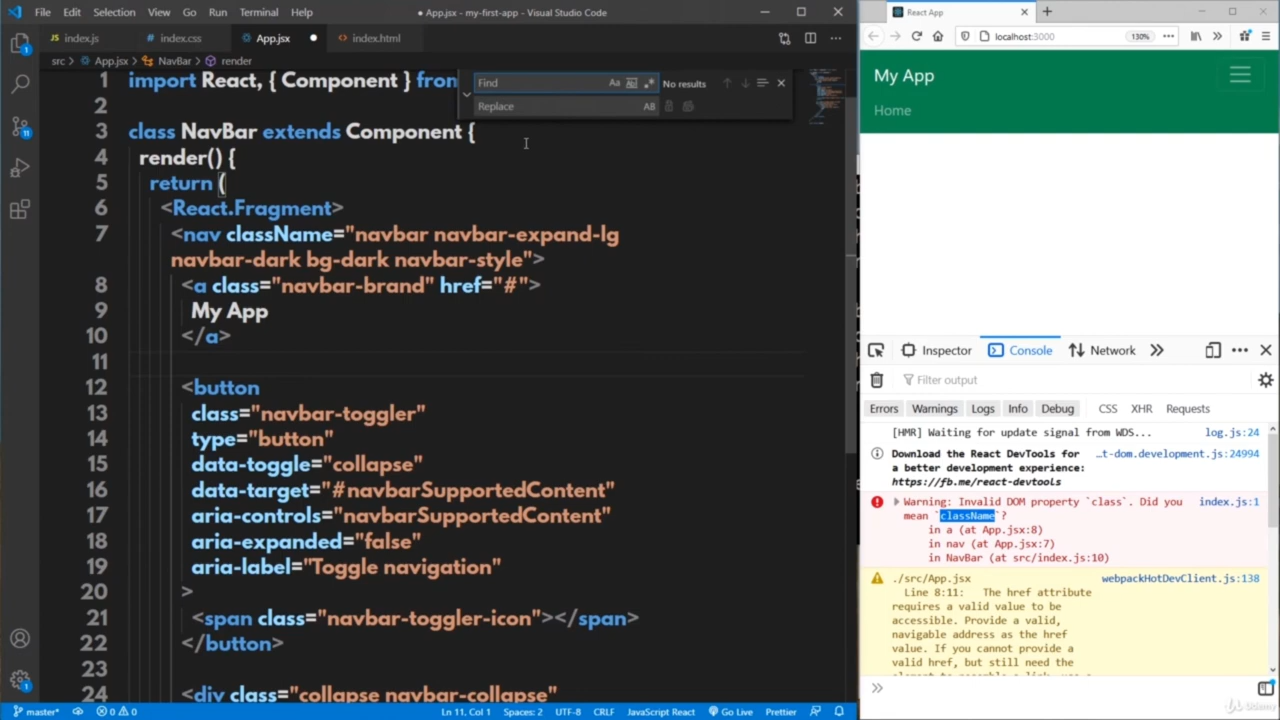 File Edit Selection View Go Run Terminal Help
● App.jsx - my-first-app - Visual Studio Code
index.js
index.css
App.jsx
index.html
src > App.jsx > NavBar > render
Find
Aa
No results
Replace
AB
1 import React, { Component } from
2
3 class NavBar extends Component {
4 render() {
5 return (
6 <React.Fragment>
7 <nav className="navbar navbar-expand-lg
navbar-dark bg-dark navbar-style">
8 <a class="navbar-brand" href="#">
9 My App
10 </a>
11
12 <button
13 class="navbar-toggler"
14 type="button"
15 data-toggle="collapse"
16 data-target="#navbarSupportedContent"
17 aria-controls="navbarSupportedContent"
18 aria-expanded="false"
19 aria-label="Toggle navigation"
20 >
21 <span class="navbar-toggler-icon"></span>
22 </button>
23
24 <div class="collapse navbar-collapse"
1
11
1
master*
0 0
Ln 11, Col 1 Spaces: 2 UTF-8 CRLF JavaScript React Go Live Prettier
React App
localhost:3000
130%
My App
Home
Inspector Console Network
Filter output
Errors Warnings Logs Info Debug CSS XHR Requests
[HMR] Waiting for update signal from WDS... log.js:24
Download the React DevTools for …t-dom.development.js:24994
a better development experience:
https://fb.me/react-devtools
Warning: Invalid DOM property `class`. Did you index.js:1
mean `className`?
in a (at App.jsx:8)
in nav (at App.jsx:7)
in NavBar (at src/index.js:10)
./src/App.jsx webpackHotDevClient.js:138
Line 8:11: The href attribute
requires a valid value to be
accessible. Provide a valid,
navigable address as the href
value. If you cannot provide a
valid href, but still need the
Udemy